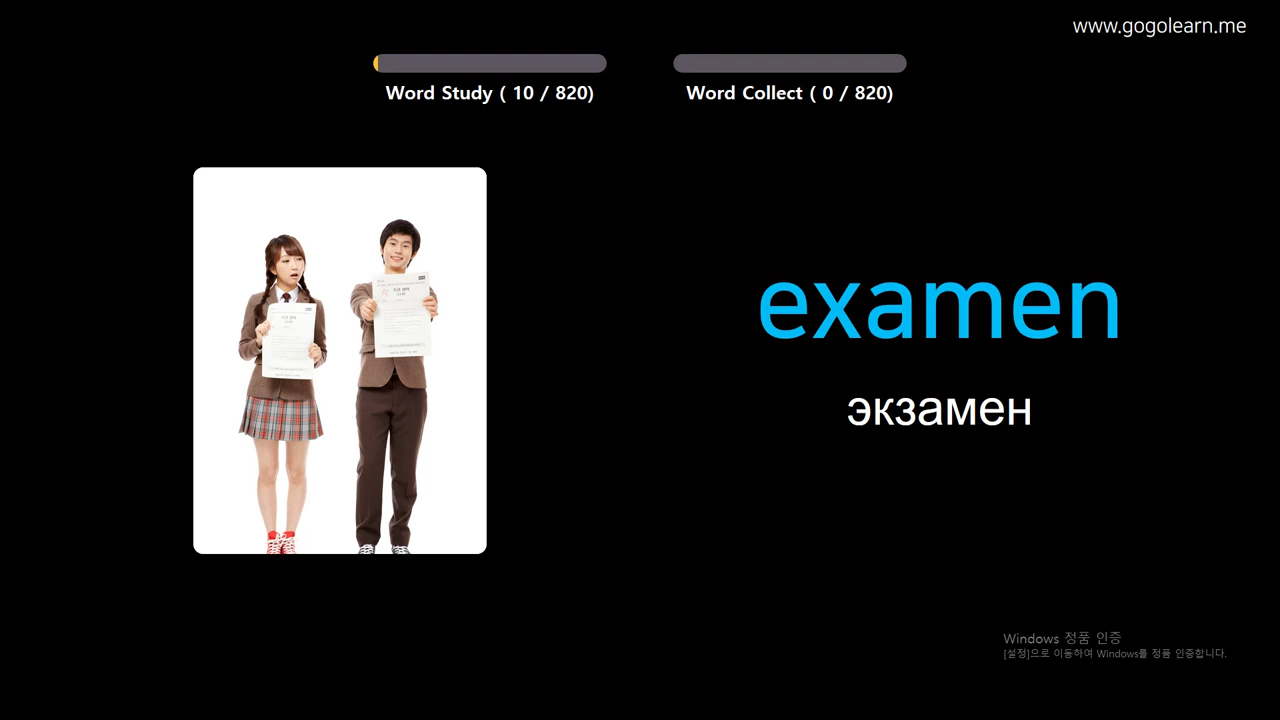 www.gogolearn.me
Word Study ( 10 / 820)
Word Collect ( 0 / 820)
examen
экзамен
Windows 정품 인증
[설정]으로 이동하여 Windows를 정품 인증합니다.